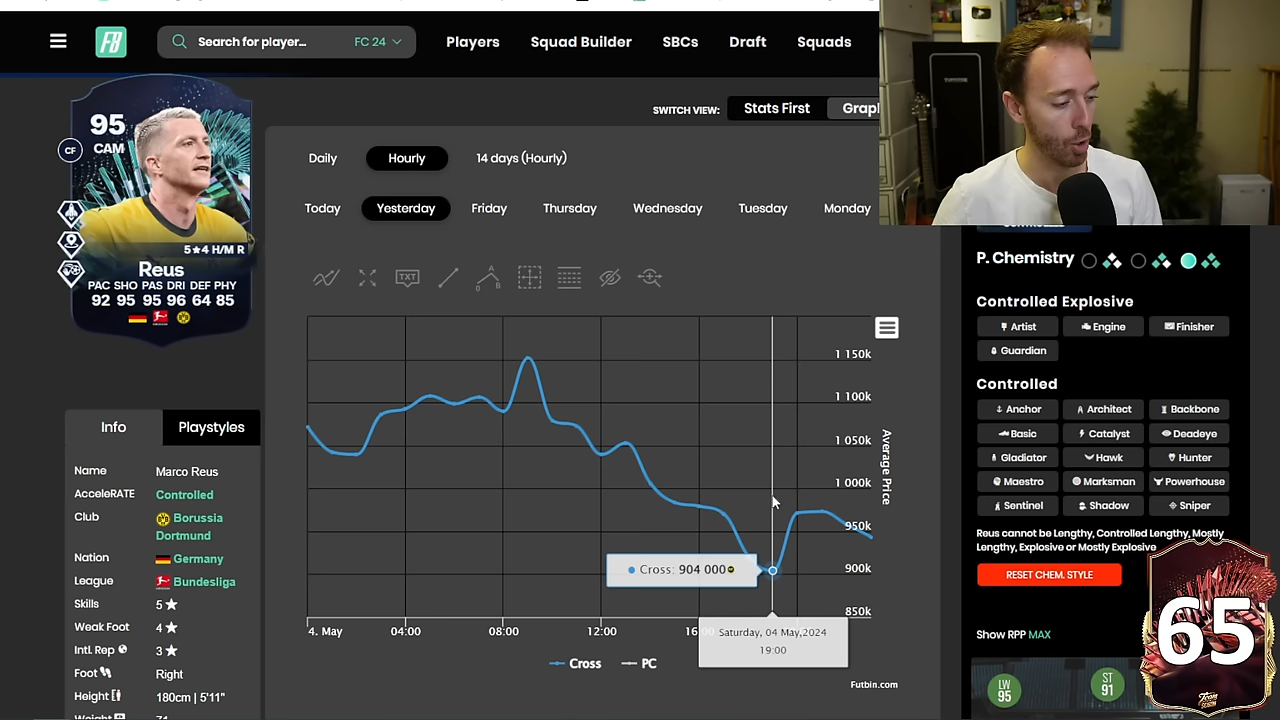 FB
Search for player...
FC 24
Players
Squad Builder
SBCs
Draft
Squads
SWITCH VIEW:
Stats First
Graph
95
CAM
CF
5★4 H/M R
Reus
PAC SHO PAS DRI DEF PHY
92 95 95 96 64 85
Daily
Hourly
14 days (Hourly)
Today
Yesterday
Friday
Thursday
Wednesday
Tuesday
Monday
TXT
1 150k
1 100k
1 050k
1 000k
950k
900k
850k
Average Price
Cross: 904 000
4. May
04:00
08:00
12:00
16:00
Saturday, 04 May,2024
19:00
Cross
PC
Futbin.com
Info
Playstyles
Name
Marco Reus
AcceleRATE
Controlled
Club
Borussia
Dortmund
Nation
Germany
League
Bundesliga
Skills
5 ★
Weak Foot
4 ★
Intl. Rep
3 ★
Foot
Right
Height
180cm | 5'11"
P. Chemistry
Controlled Explosive
Artist
Engine
Finisher
Guardian
Controlled
Anchor
Architect
Backbone
Basic
Catalyst
Deadeye
Gladiator
Hawk
Hunter
Maestro
Marksman
Powerhouse
Sentinel
Shadow
Sniper
Reus cannot be Lengthy, Controlled Lengthy, Mostly
Lengthy, Explosive or Mostly Explosive
RESET CHEM. STYLE
Show RPP MAX
LW
95
ST
91
65